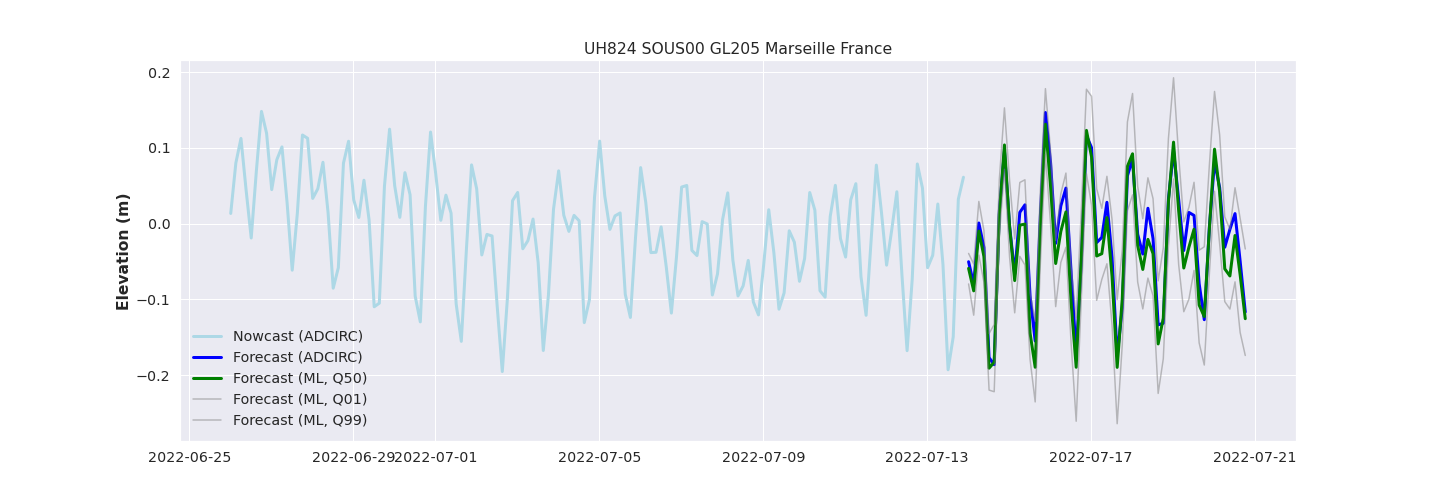 UH824 SOUS00 GL205 Marseille France
Elevation (m)
0.2
0.1
0.0
−0.1
−0.2
Nowcast (ADCIRC)
Forecast (ADCIRC)
Forecast (ML, Q50)
Forecast (ML, Q01)
Forecast (ML, Q99)
2022-06-25 2022-06-29 2022-07-01 2022-07-05 2022-07-09 2022-07-13 2022-07-17 2022-07-21